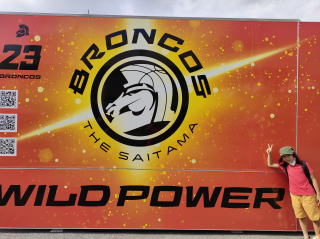 23
BRONCOS
BRONCOS
THE SAITAMA
WILD POWER